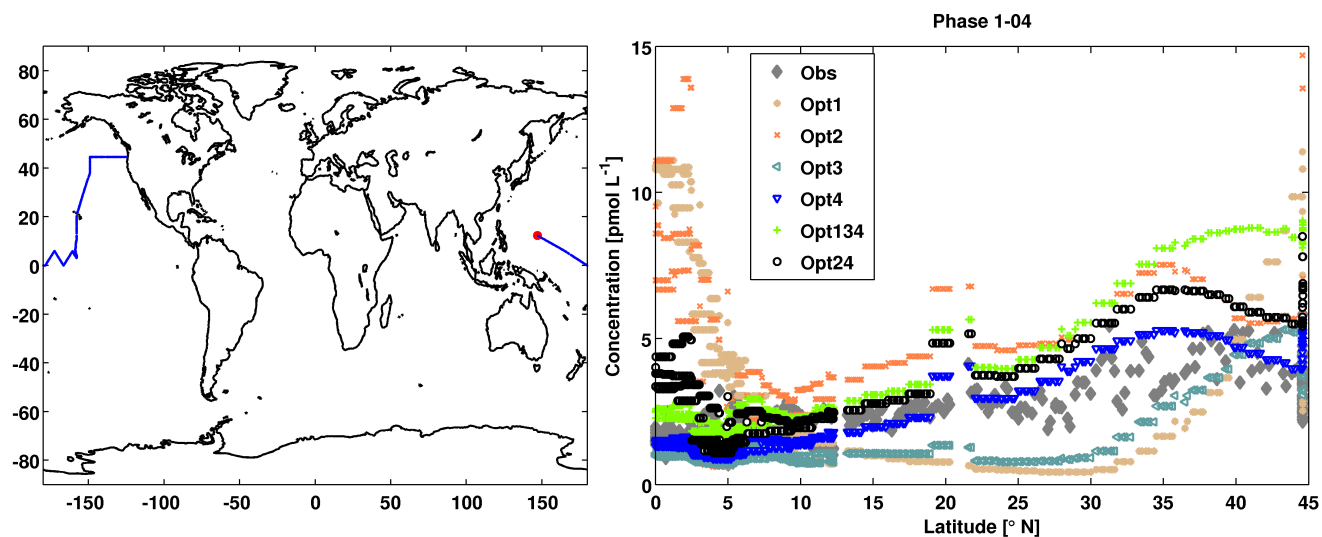 Phase 1-04
80
60
40
20
0
-20
-40
-60
-80
-150 -100 -50 0 50 100 150
Concentration [pmol L⁻¹]
15
10
5
0
Obs
Opt1
Opt2
Opt3
Opt4
Opt134
Opt24
0 5 10 15 20 25 30 35 40 45
Latitude [° N]